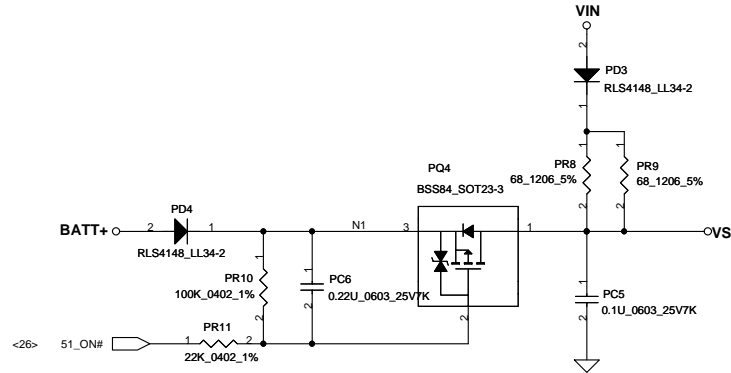 VIN
2
PD3
RLS4148_LL34-2
1
1
1
PR8
68_1206_5%
PR9
68_1206_5%
2
2
PQ4
BSS84_SOT23-3
BATT+
2
PD4
1
RLS4148_LL34-2
N1
3
1
VS
1
PR10
100K_0402_1%
2
1
PC6
0.22U_0603_25V7K
2
2
1
PC5
0.1U_0603_25V7K
2
<26>
51_ON#
1
PR11
2
22K_0402_1%